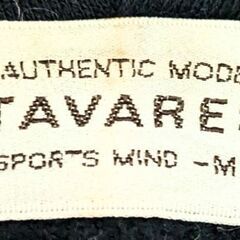 AUTHENTIC MODE
TAVARE
SPORTS MIND -M